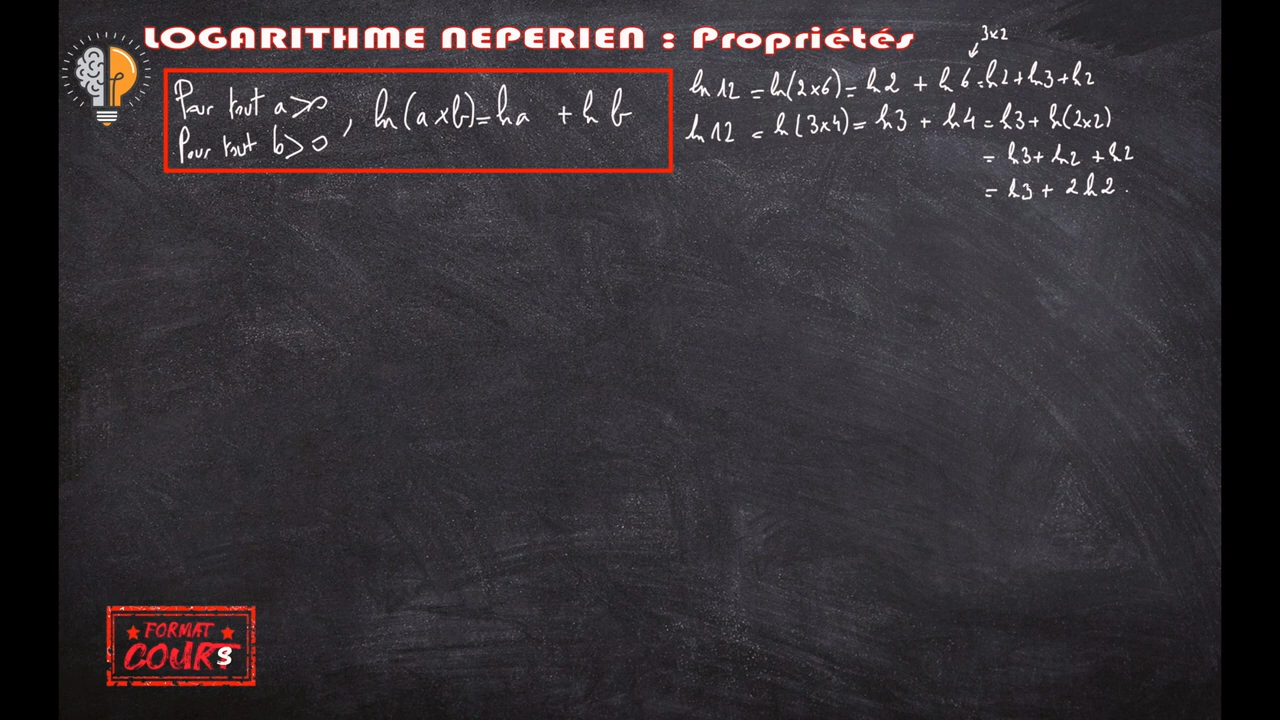 LOGARITHME NEPERIEN : Propriétés
Pour tout a>0
Pour tout b>0
, ln(a×b)=ln a + ln b
3×2
ln 12 = ln(2×6) = ln 2 + ln 6 = ln 2 + ln 3 + ln 2
ln 12 = ln(3×4) = ln 3 + ln 4 = ln 3 + ln(2×2)
= ln 3 + ln 2 + ln 2
= ln 3 + 2 ln 2.
FORMAT
COURS